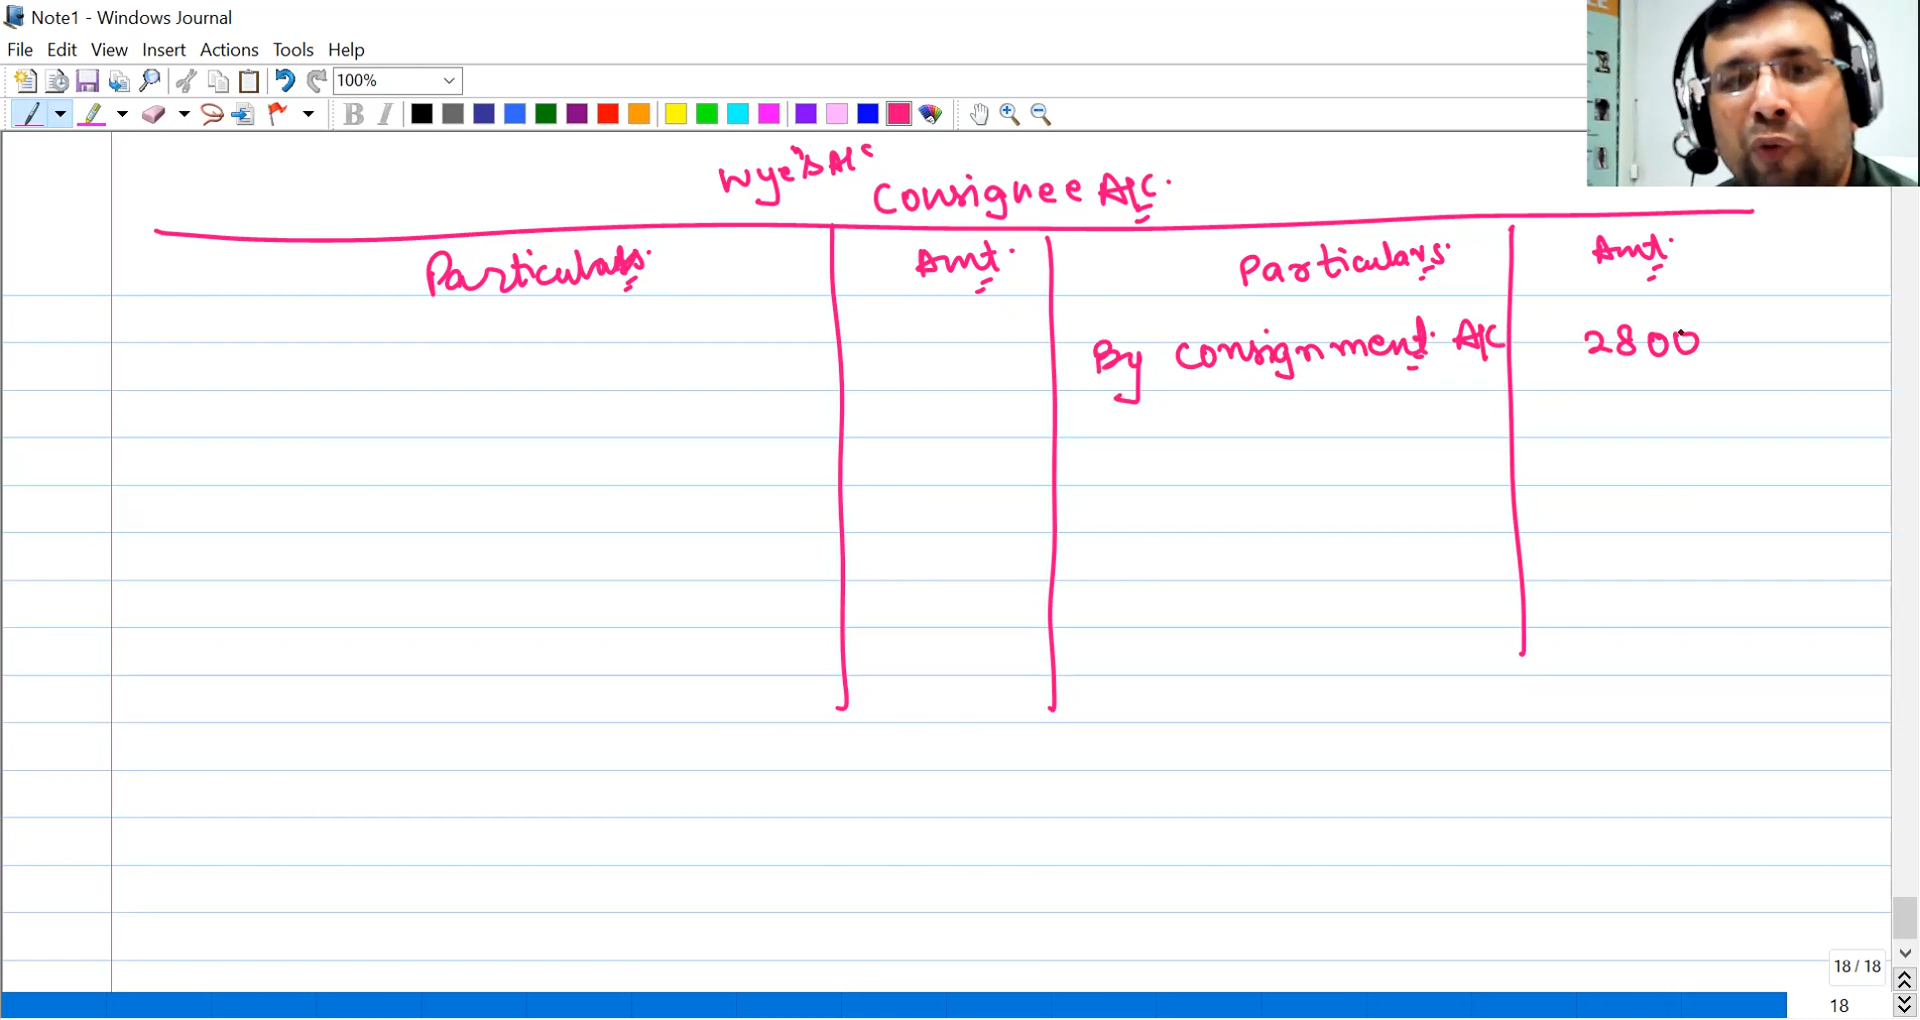 Note1 - Windows Journal
File Edit View Insert Actions Tools Help
100%
B I
Wye's A/c
Consignee A/C.
Particulars. Amt. Particulars. Amt.
By consignment A/C 2800
18 / 18
18